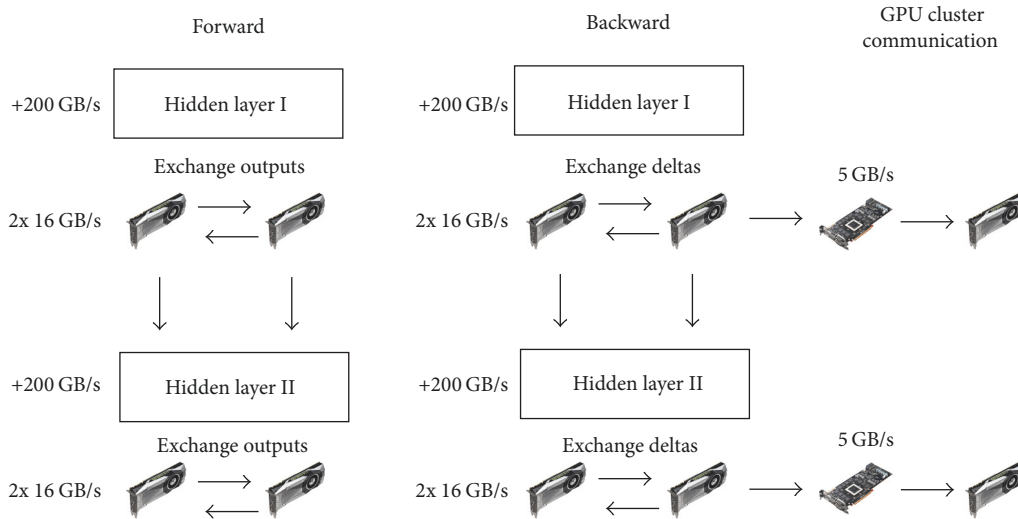 Forward
Backward
GPU cluster
communication
+200 GB/s
Hidden layer I
+200 GB/s
Hidden layer I
Exchange outputs
Exchange deltas
5 GB/s
2x 16 GB/s
2x 16 GB/s
+200 GB/s
Hidden layer II
+200 GB/s
Hidden layer II
Exchange outputs
Exchange deltas
5 GB/s
2x 16 GB/s
2x 16 GB/s